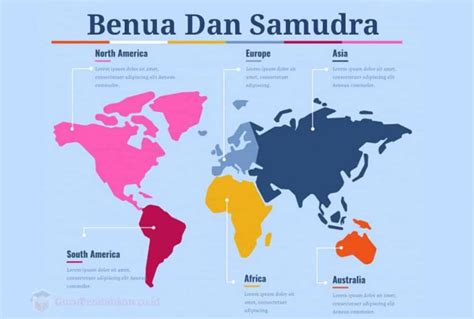 Benua Dan Samudra
North America
Lorem ipsum dolor sit amet,
consectetuer adipiscing
elit Aenean
commodo.
Europe
Lorem ipsum dolor sit
amet, consectetuer
adipiscing.
Asia
Lorem ipsum dolor sit
amet, consectetuer
adipiscing elit.
South America
Lorem ipsum dolor sit amet,
consectetuer adipiscing
elit Aenean
commodo.
Africa
Lorem ipsum dolor sit
amet, consectetuer
adipiscing elit.
Australia
Lorem ipsum dolor sit amet,
consectetuer adipiscing
elit Aenean
commodo.
GuruPendidikan.co.id